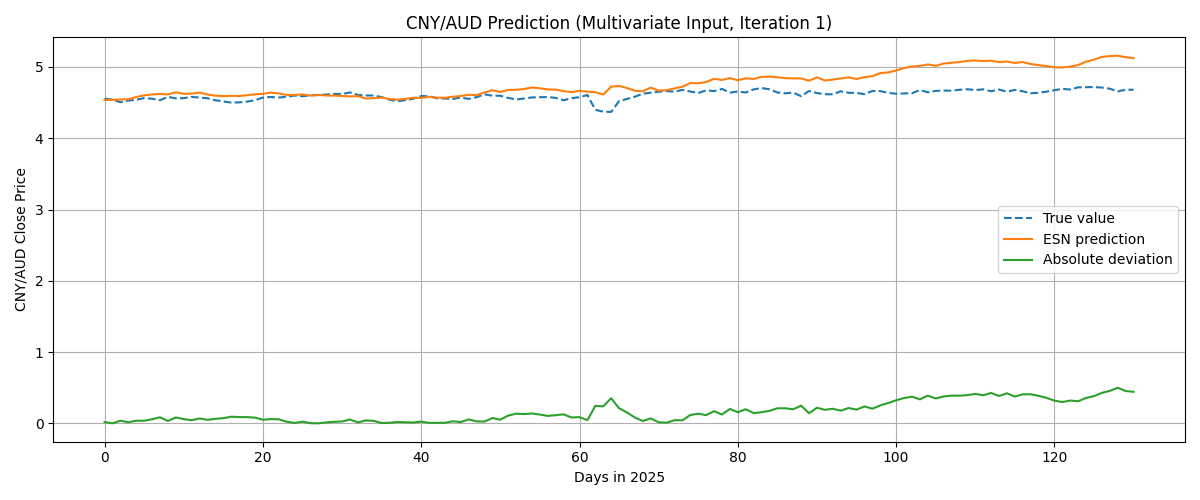 CNY/AUD Prediction (Multivariate Input, Iteration 1)
CNY/AUD Close Price
5
4
3
2
1
0
True value
ESN prediction
Absolute deviation
0 20 40 60 80 100 120
Days in 2025